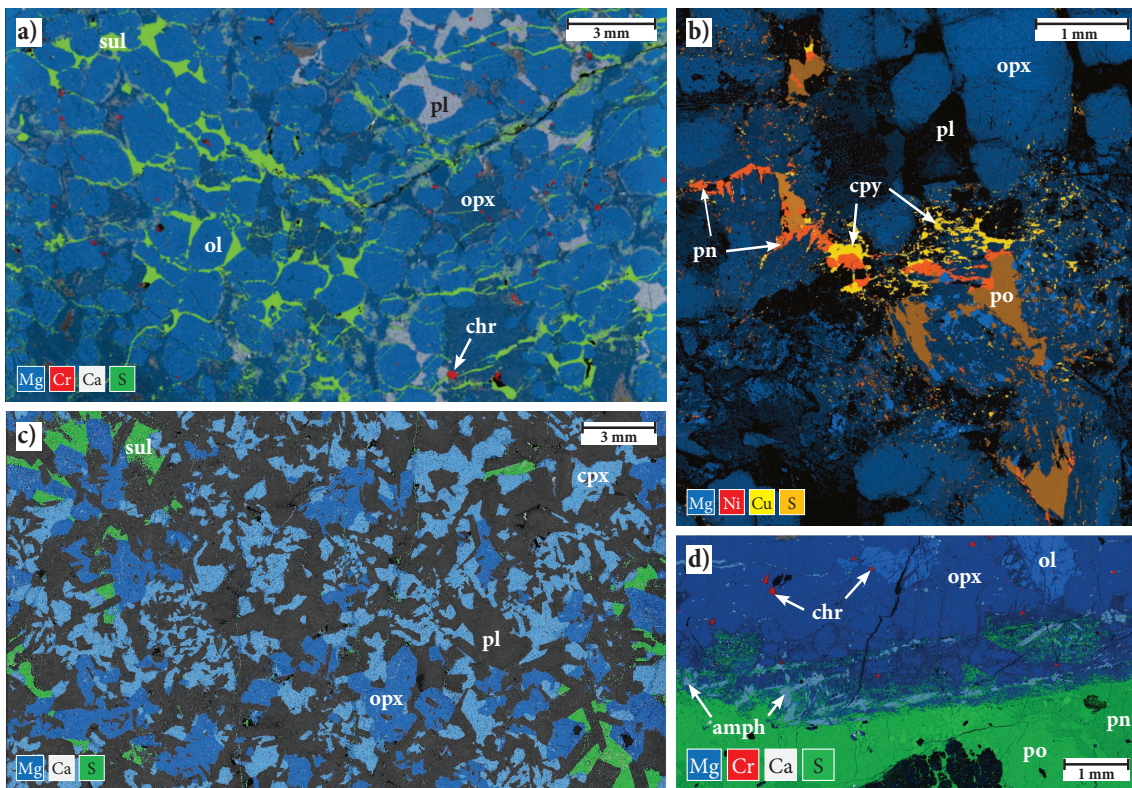 a)
sul
3 mm
pl
opx
ol
chr
Mg Cr Ca S
b)
1 mm
opx
pl
cpy
pn
po
Mg Ni Cu S
c)
sul
3 mm
cpx
pl
opx
Mg Ca S
d)
ol
opx
chr
amph
pn
po
Mg Cr Ca S
1 mm